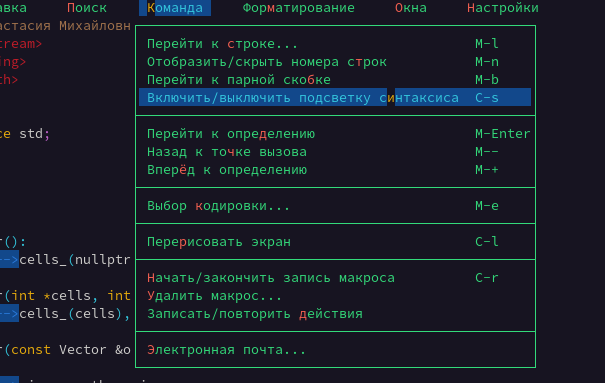 авка Поиск Команда Форматирование Окна Настройки
астасия Михайловн
tream>
Перейти к строке... M-l
ing> Отобразить/скрыть номера строк M-n
th> Перейти к парной скобке M-b
Включить/выключить подсветку синтаксиса C-s
ce std; Перейти к определению M-Enter
Назад к точке вызова M--
Вперёд к определению M-+
Выбор кодировки... M-e
r(): Перерисовать экран C-l
-->cells_(nullptr
Начать/закончить запись макроса C-r
r(int *cells, int Удалить макрос...
-->cells_(cells), Записать/повторить действия
r(const Vector &o Электронная почта...